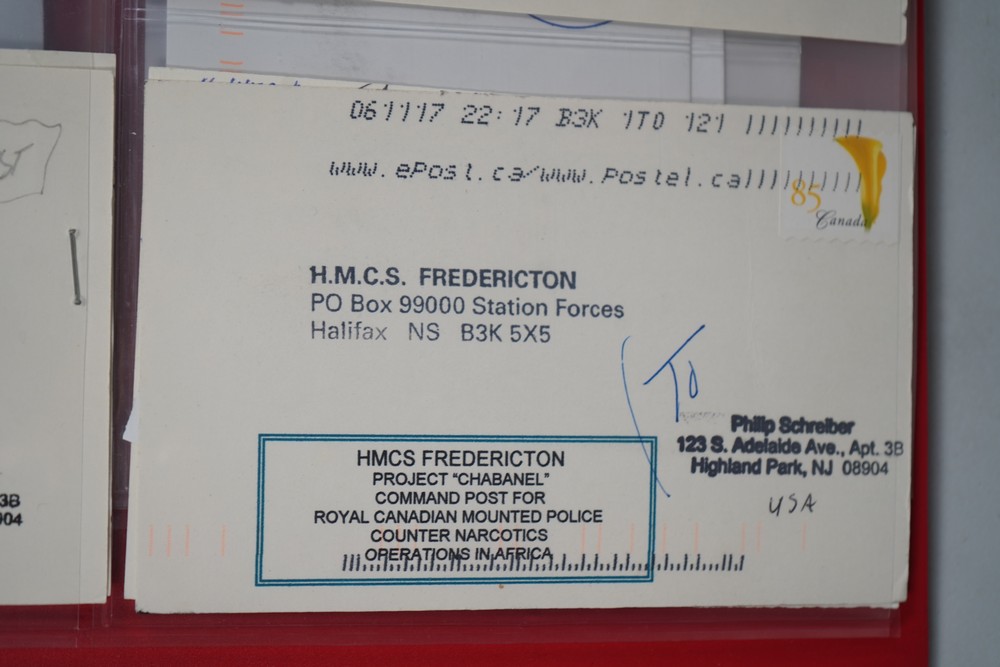 061117 22:17 B3K 1T0 121
www.ePost.ca/www.Postel.ca
85
Canada
H.M.C.S. FREDERICTON
PO Box 99000 Station Forces
Halifax NS B3K 5X5
To
Philip Schreiber
123 S. Adelaide Ave., Apt. 3B
Highland Park, NJ 08904
USA
HMCS FREDERICTON
PROJECT "CHABANEL"
COMMAND POST FOR
ROYAL CANADIAN MOUNTED POLICE
COUNTER NARCOTICS
OPERATIONS IN AFRICA
3B
04